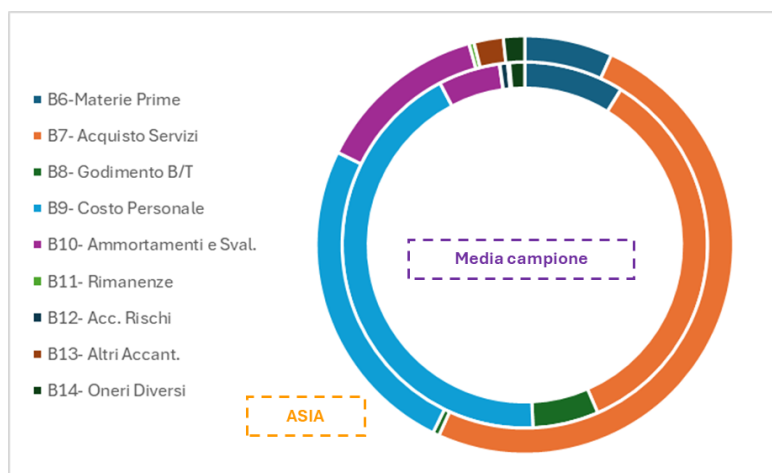 B6-Materie Prime
B7- Acquisto Servizi
B8- Godimento B/T
B9- Costo Personale
B10- Ammortamenti e Sval.
B11- Rimanenze
B12- Acc. Rischi
B13- Altri Accant.
B14- Oneri Diversi
Media campione
ASIA